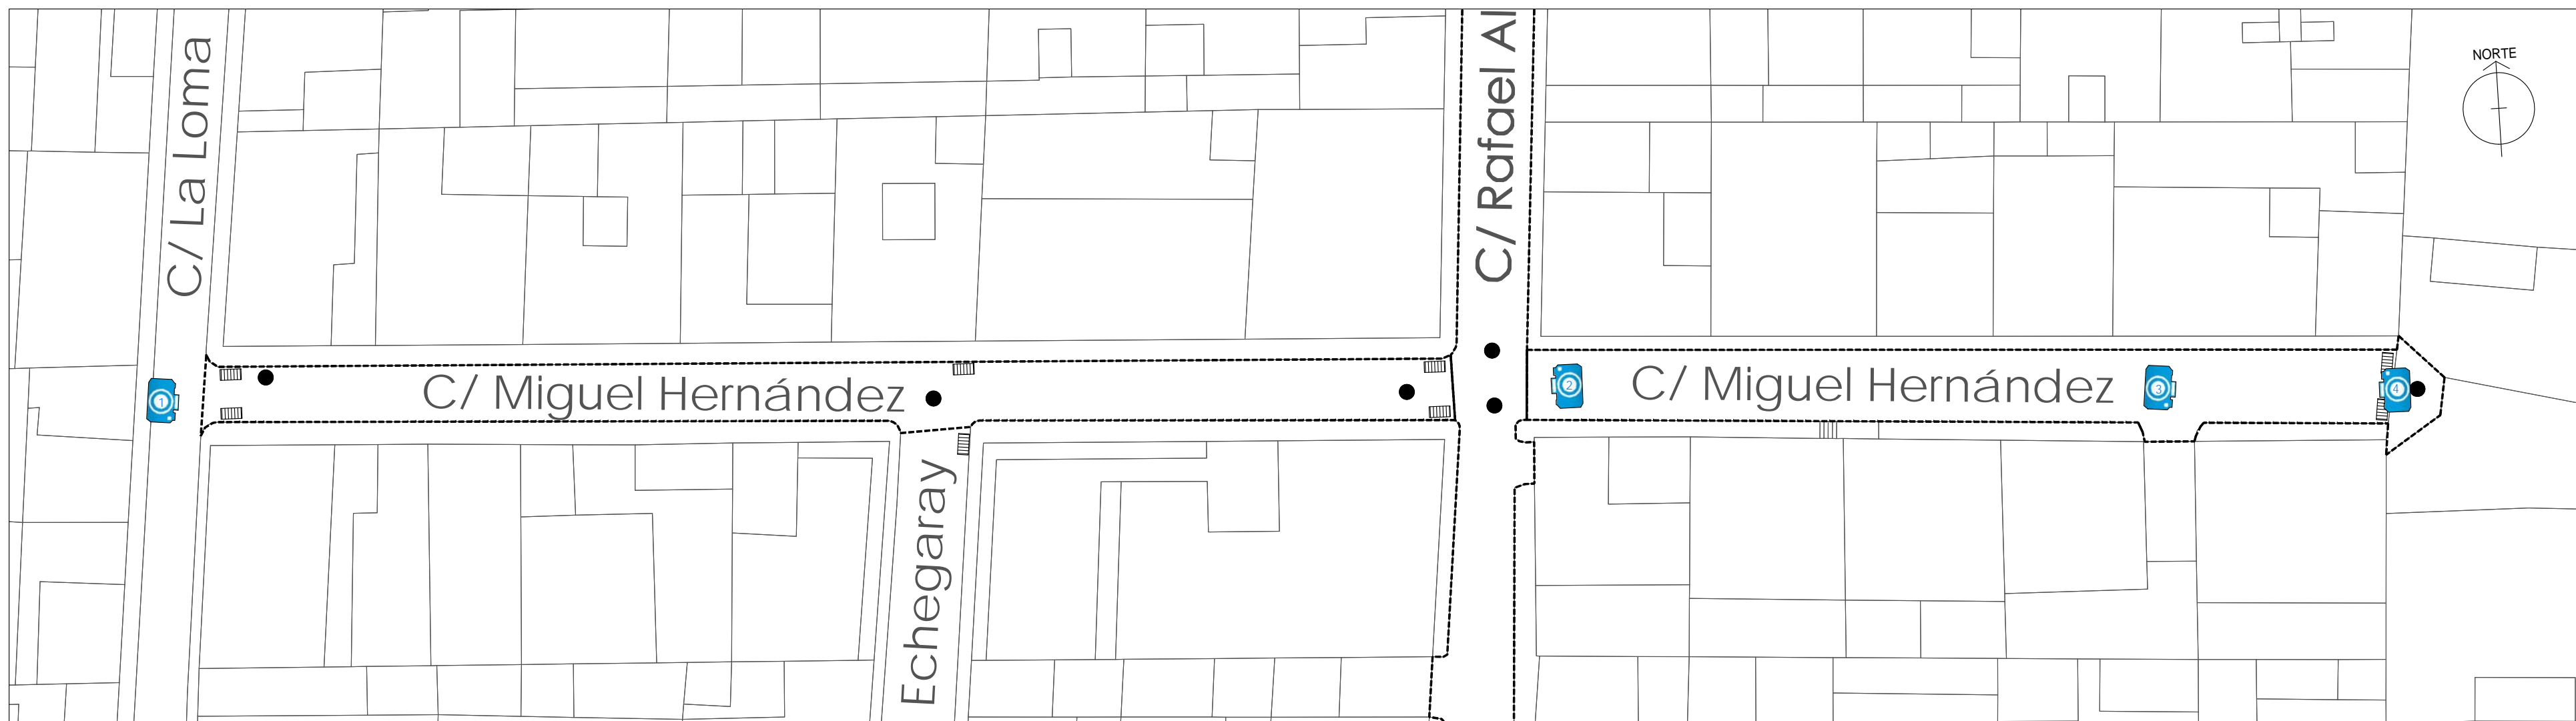 C/ La Loma
C/ Rafael Al
NORTE
C/ Miguel Hernández
C/ Miguel Hernández
1
2
3
4
Echegaray